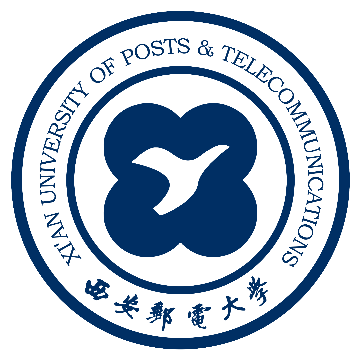 XI'AN UNIVERSITY OF POSTS & TELECOMMUNICATIONS
西安郵電大學